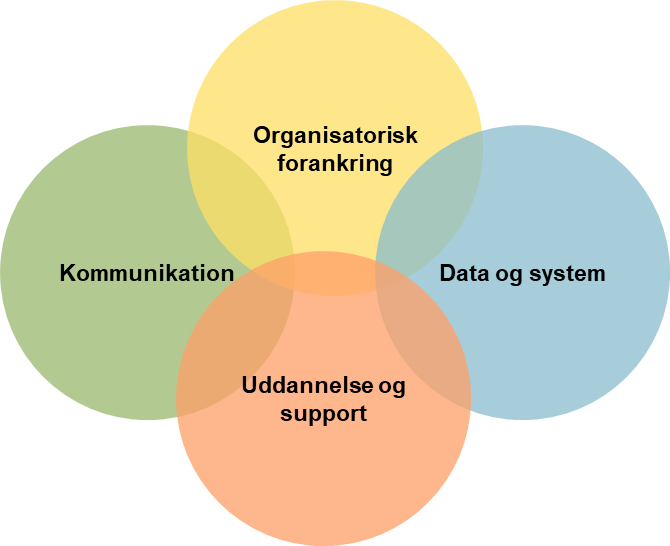 Organisatorisk
forankring
Kommunikation
Data og system
Uddannelse og
support